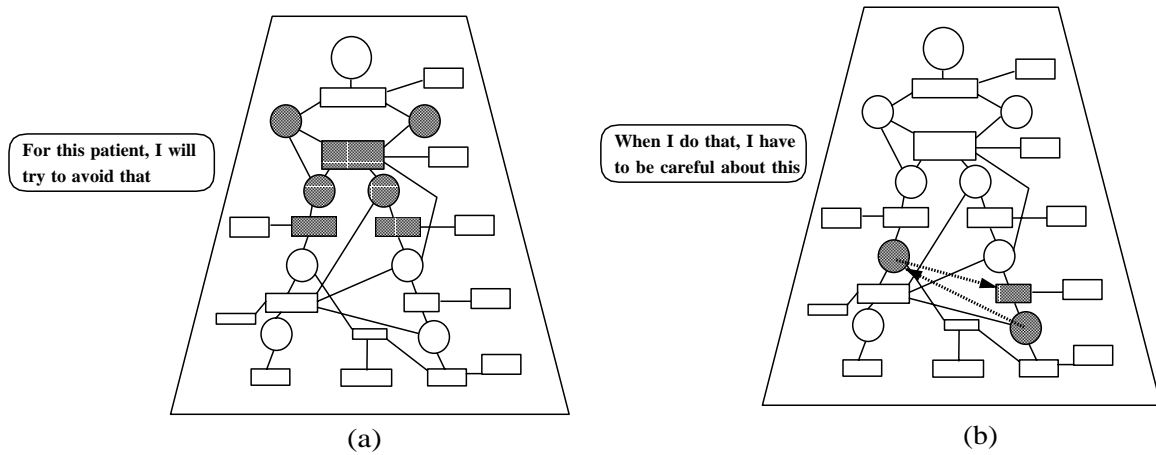 For this patient, I will
try to avoid that
(a)
When I do that, I have
to be careful about this
(b)